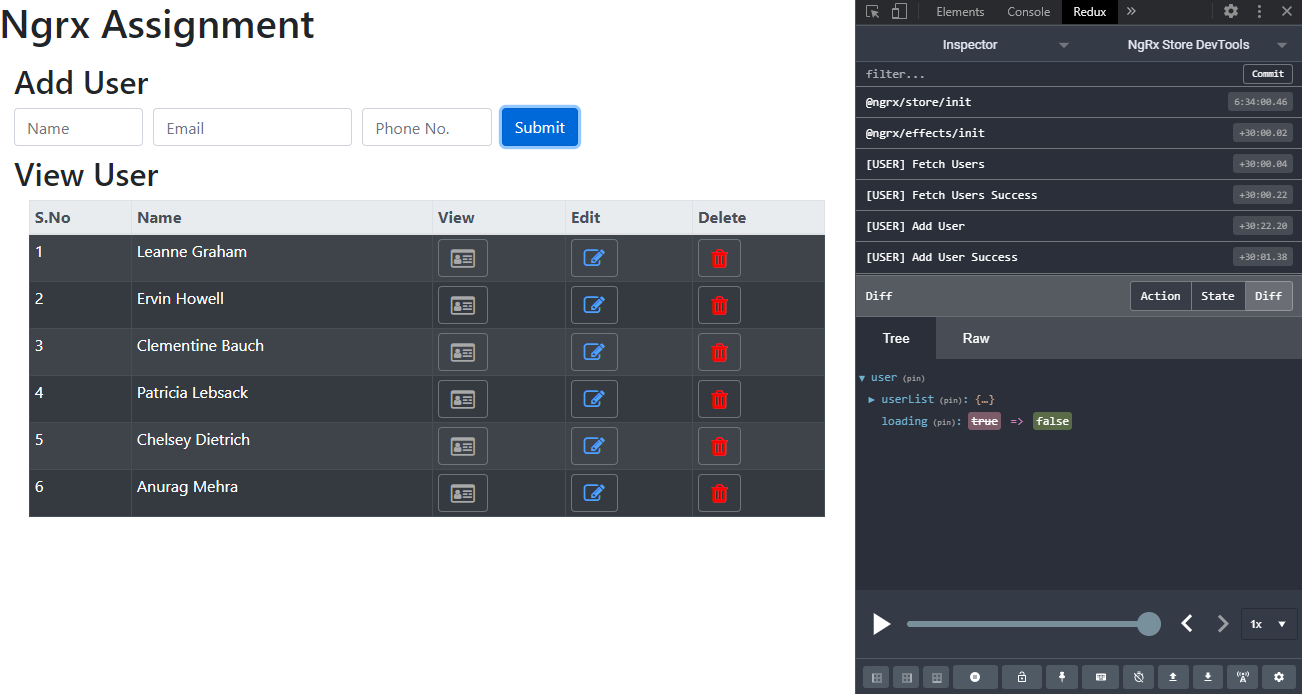 Ngrx Assignment
Add User
Name Email Phone No. Submit
View User
S.No Name View Edit Delete
1 Leanne Graham
2 Ervin Howell
3 Clementine Bauch
4 Patricia Lebsack
5 Chelsey Dietrich
6 Anurag Mehra
Elements Console Redux »
Inspector NgRx Store DevTools
filter... Commit
@ngrx/store/init 6:34:00.46
@ngrx/effects/init +30:00.02
[USER] Fetch Users +30:00.04
[USER] Fetch Users Success +30:00.22
[USER] Add User +30:22.20
[USER] Add User Success +30:01.38
Diff Action State Diff
Tree Raw
user (pin)
userList (pin): {…}
loading (pin): true => false
1x